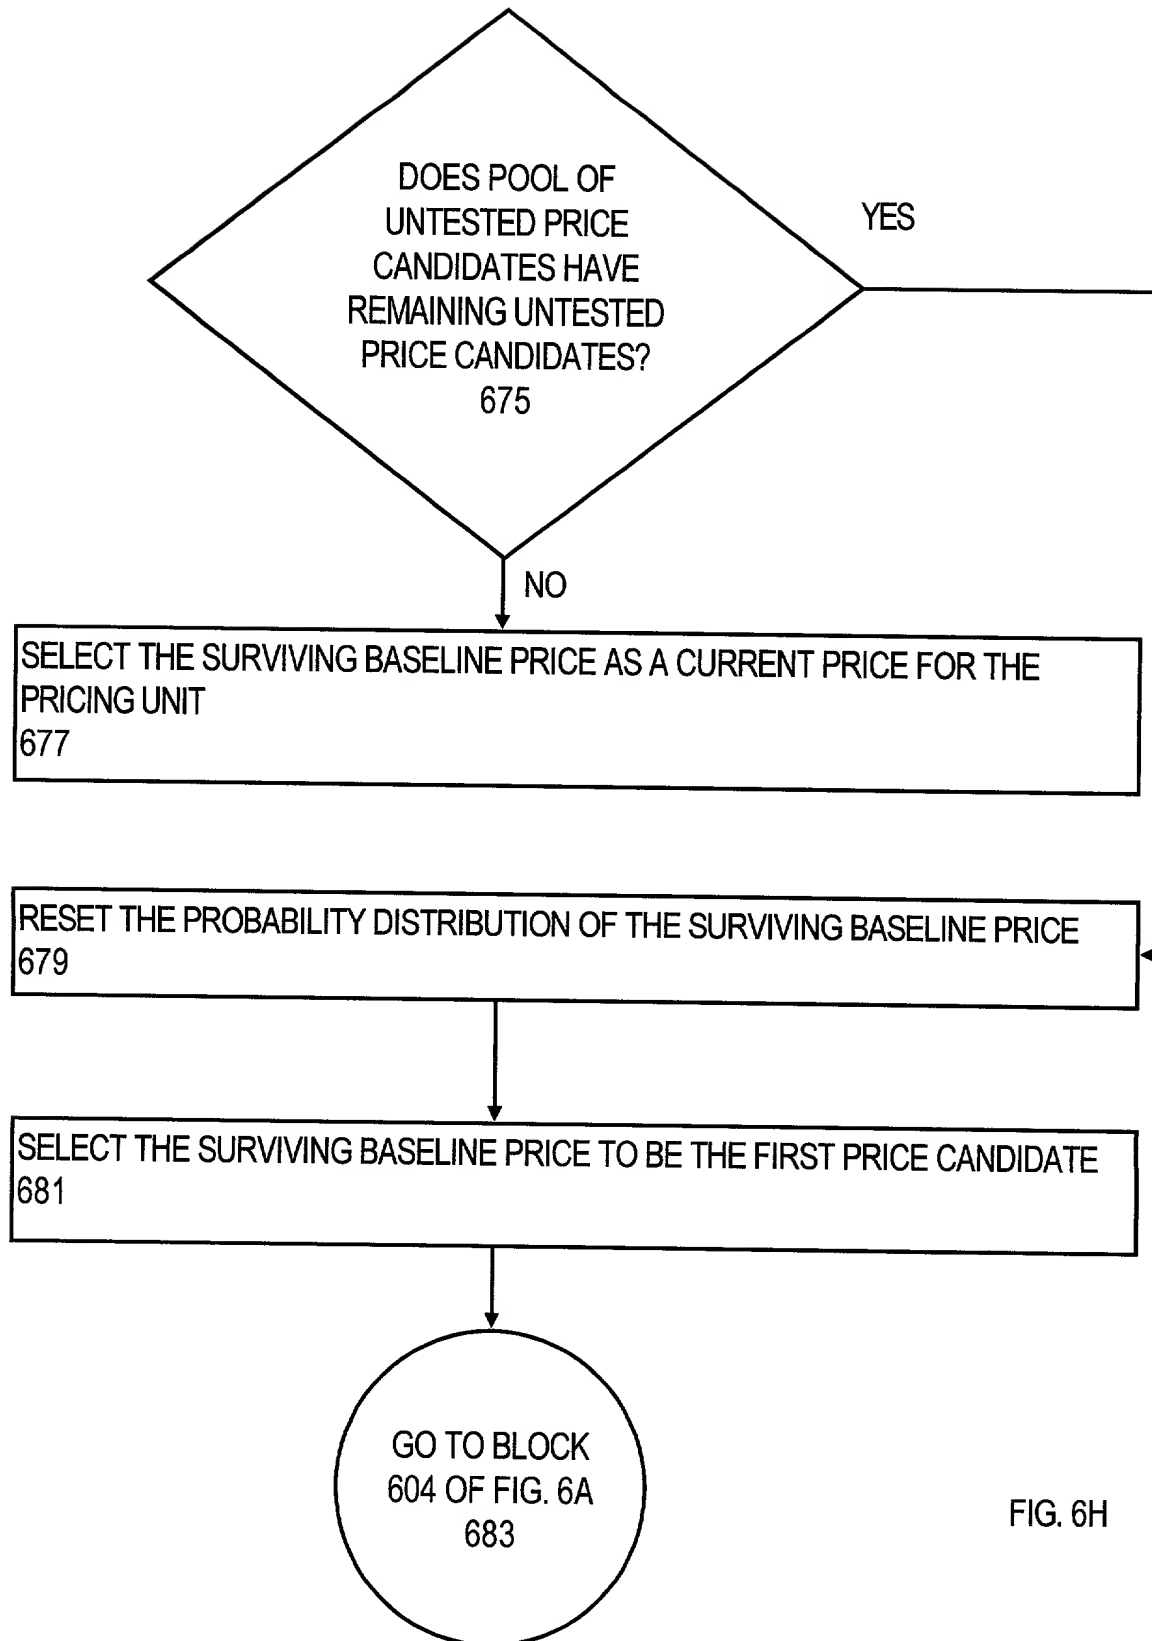 DOES POOL OF
UNTESTED PRICE
CANDIDATES HAVE
REMAINING UNTESTED
PRICE CANDIDATES?
675
YES
NO
SELECT THE SURVIVING BASELINE PRICE AS A CURRENT PRICE FOR THE
PRICING UNIT
677
RESET THE PROBABILITY DISTRIBUTION OF THE SURVIVING BASELINE PRICE
679
SELECT THE SURVIVING BASELINE PRICE TO BE THE FIRST PRICE CANDIDATE
681
GO TO BLOCK
604 OF FIG. 6A
683
FIG. 6H